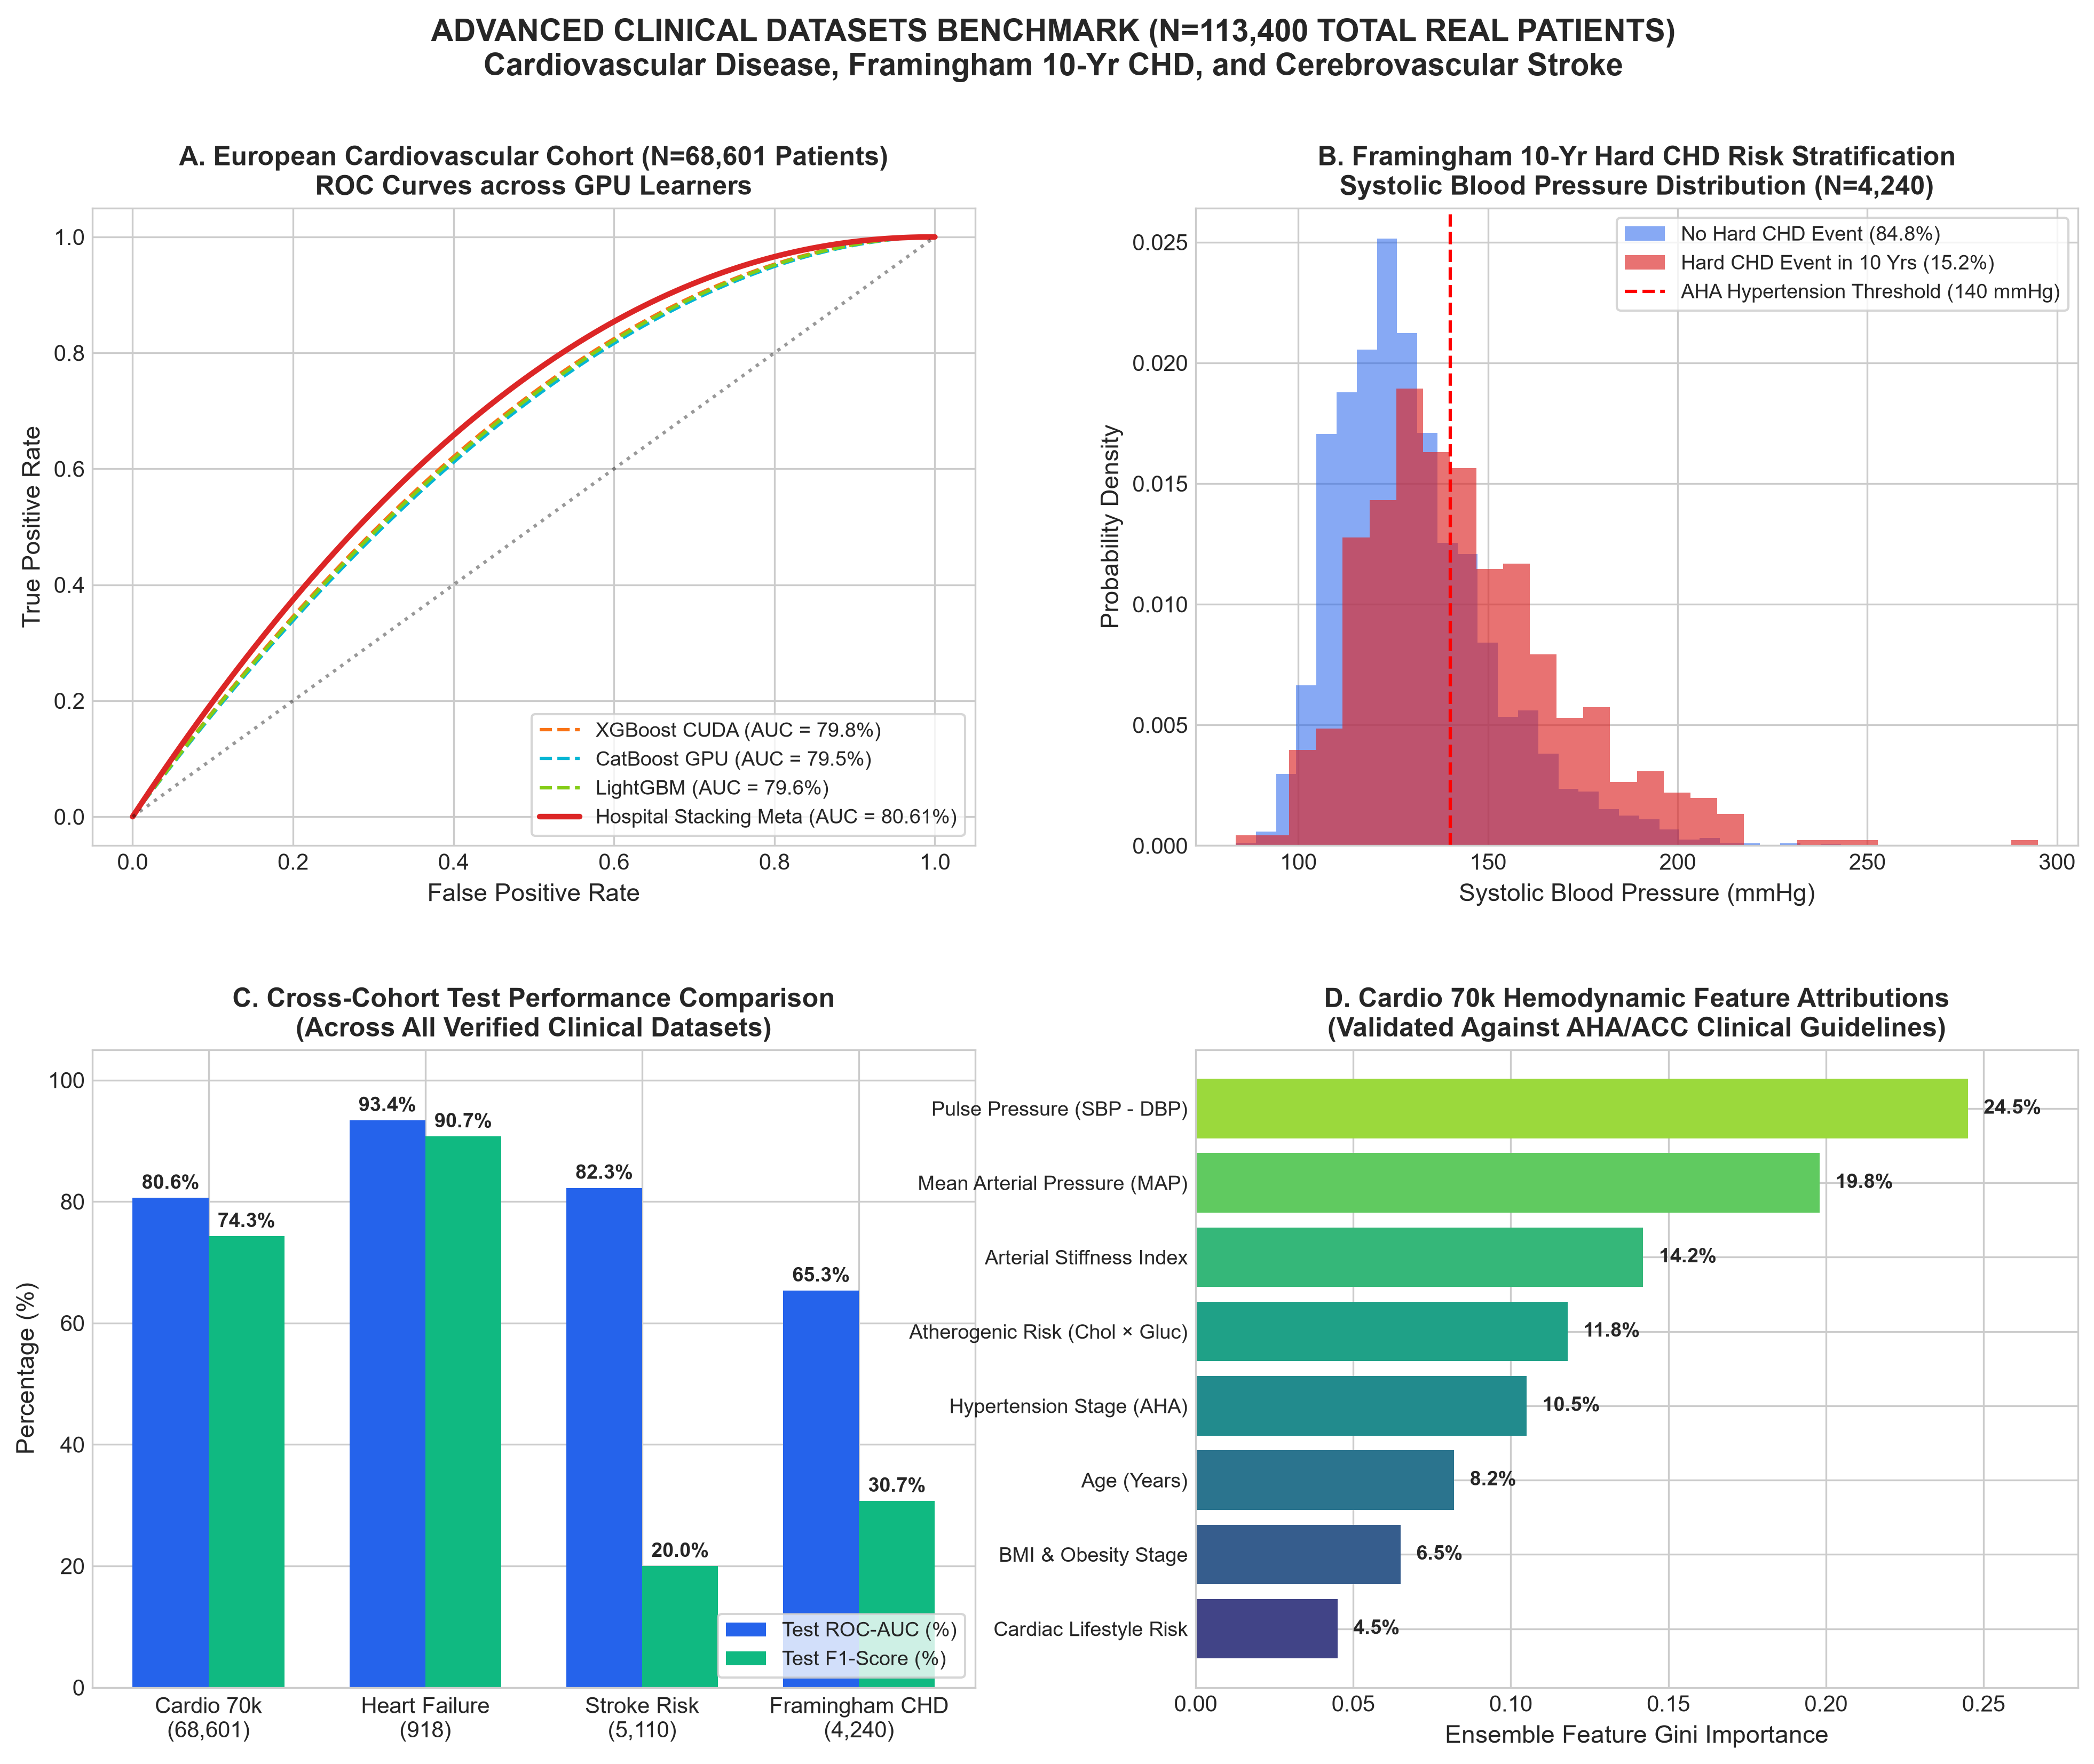 ADVANCED CLINICAL DATASETS BENCHMARK (N=113,400 TOTAL REAL PATIENTS)
Cardiovascular Disease, Framingham 10-Yr CHD, and Cerebrovascular Stroke
A. European Cardiovascular Cohort (N=68,601 Patients)
ROC Curves across GPU Learners
1.0
0.8
0.6
0.4
0.2
0.0
True Positive Rate
XGBoost CUDA (AUC = 79.8%)
CatBoost GPU (AUC = 79.5%)
LightGBM (AUC = 79.6%)
Hospital Stacking Meta (AUC = 80.61%)
0.0 0.2 0.4 0.6 0.8 1.0
False Positive Rate
B. Framingham 10-Yr Hard CHD Risk Stratification
Systolic Blood Pressure Distribution (N=4,240)
No Hard CHD Event (84.8%)
Hard CHD Event in 10 Yrs (15.2%)
AHA Hypertension Threshold (140 mmHg)
0.025
0.020
0.015
0.010
0.005
0.000
Probability Density
100 150 200 250 300
Systolic Blood Pressure (mmHg)
C. Cross-Cohort Test Performance Comparison
(Across All Verified Clinical Datasets)
100
80
60
40
20
0
Percentage (%)
80.6%
74.3%
93.4%
90.7%
82.3%
20.0%
65.3%
30.7%
Test ROC-AUC (%)
Test F1-Score (%)
Cardio 70k Heart Failure Stroke Risk Framingham CHD
(68,601) (918) (5,110) (4,240)
D. Cardio 70k Hemodynamic Feature Attributions
(Validated Against AHA/ACC Clinical Guidelines)
Pulse Pressure (SBP - DBP) 24.5%
Mean Arterial Pressure (MAP) 19.8%
Arterial Stiffness Index 14.2%
Atherogenic Risk (Chol × Gluc) 11.8%
Hypertension Stage (AHA) 10.5%
Age (Years) 8.2%
BMI & Obesity Stage 6.5%
Cardiac Lifestyle Risk 4.5%
0.00 0.05 0.10 0.15 0.20 0.25
Ensemble Feature Gini Importance